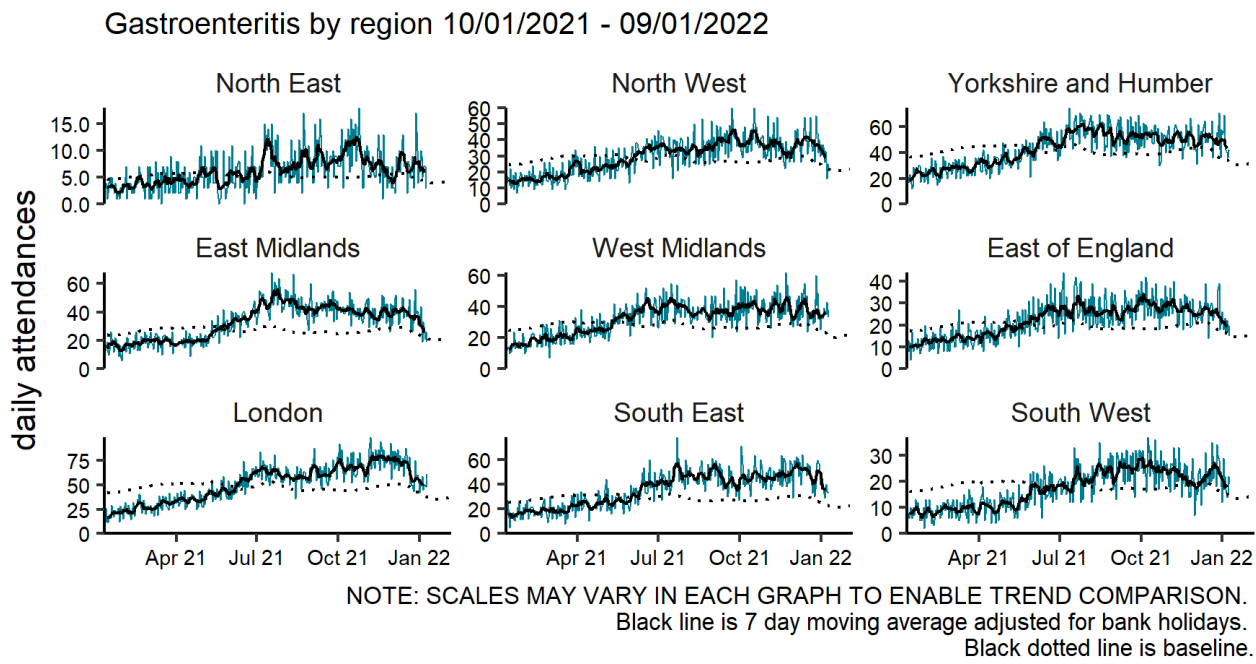 Gastroenteritis by region 10/01/2021 - 09/01/2022
North East
North West
Yorkshire and Humber
15.0
10.0
5.0
0.0
60
50
40
30
20
10
0
60
40
20
0
East Midlands
West Midlands
East of England
60
40
20
0
60
40
20
0
40
30
20
10
0
London
South East
South West
75
50
25
0
60
40
20
0
30
20
10
0
Apr 21 Jul 21 Oct 21 Jan 22
Apr 21 Jul 21 Oct 21 Jan 22
Apr 21 Jul 21 Oct 21 Jan 22
daily attendances
NOTE: SCALES MAY VARY IN EACH GRAPH TO ENABLE TREND COMPARISON.
Black line is 7 day moving average adjusted for bank holidays.
Black dotted line is baseline.